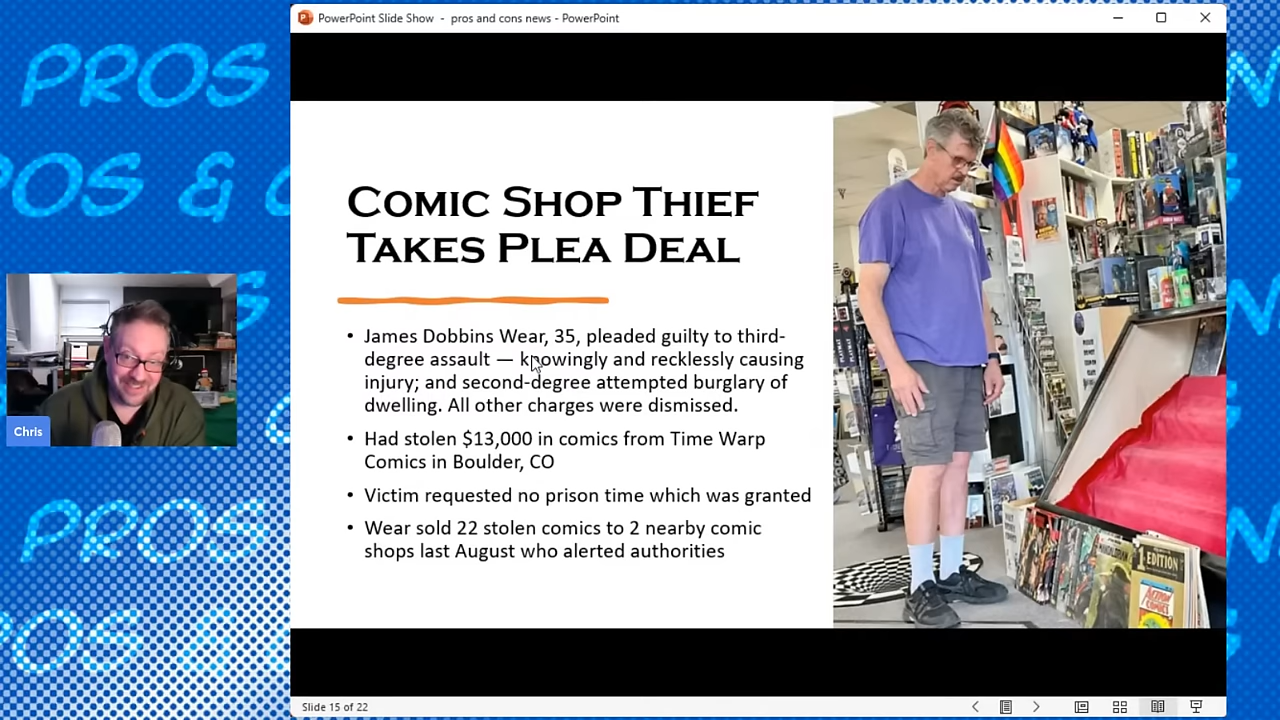 PowerPoint Slide Show - pros and cons news - PowerPoint
PROS
POS &
PROS
COMIC SHOP THIEF
TAKES PLEA DEAL
• James Dobbins Wear, 35, pleaded guilty to third-
degree assault — knowingly and recklessly causing
injury; and second-degree attempted burglary of
dwelling. All other charges were dismissed.
• Had stolen $13,000 in comics from Time Warp
Comics in Boulder, CO
• Victim requested no prison time which was granted
• Wear sold 22 stolen comics to 2 nearby comic
shops last August who alerted authorities
Chris
1st EDITION
ACTION
COMICS
Slide 15 of 22